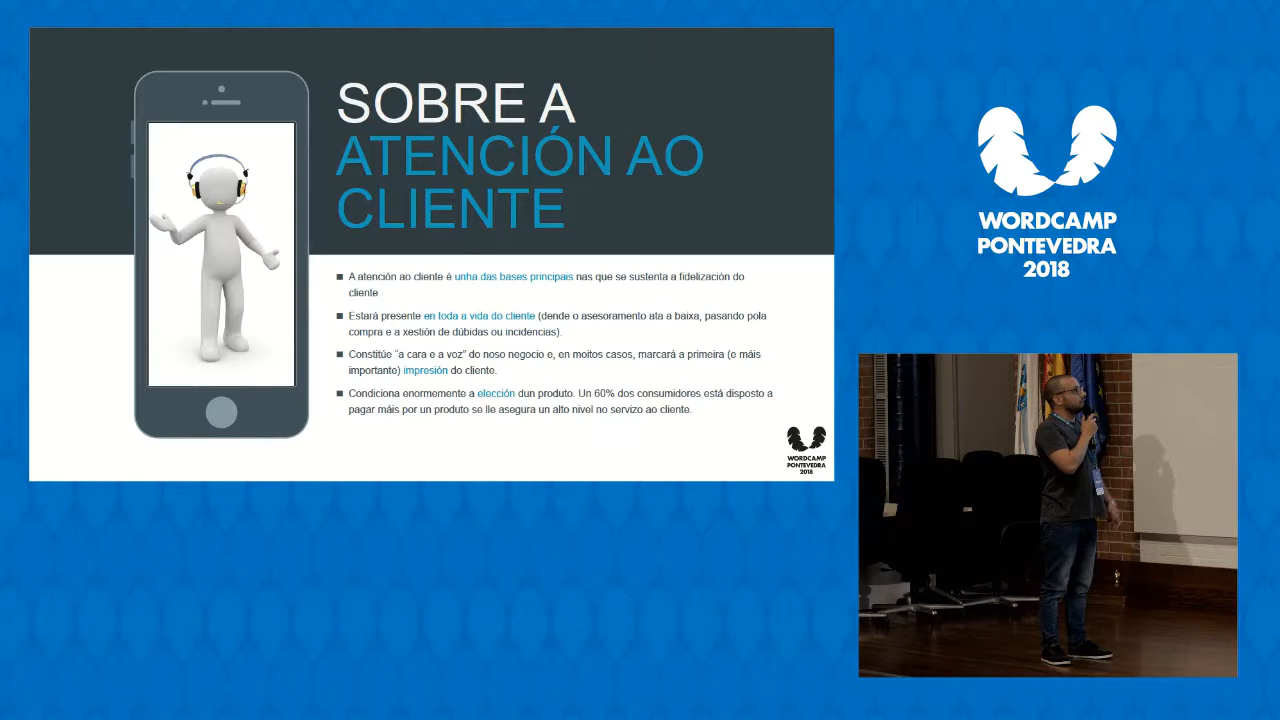 SOBRE A
ATENCIÓN AO
CLIENTE
■ A atención ao cliente é unha das bases principais nas que se sustenta a fidelización do
cliente
■ Estará presente en toda a vida do cliente (dende o asesoramento ata a baixa, pasando pola
compra e a xestión de dúbidas ou incidencias).
■ Constitúe “a cara e a voz” do noso negocio e, en moitos casos, marcará a primeira (e máis
importante) impresión do cliente.
■ Condiciona enormemente a elección dun produto. Un 60% dos consumidores está disposto a
pagar máis por un produto se lle asegura un alto nivel no servizo ao cliente.
WORDCAMP
PONTEVEDRA
2018
WORDCAMP
PONTEVEDRA
2018